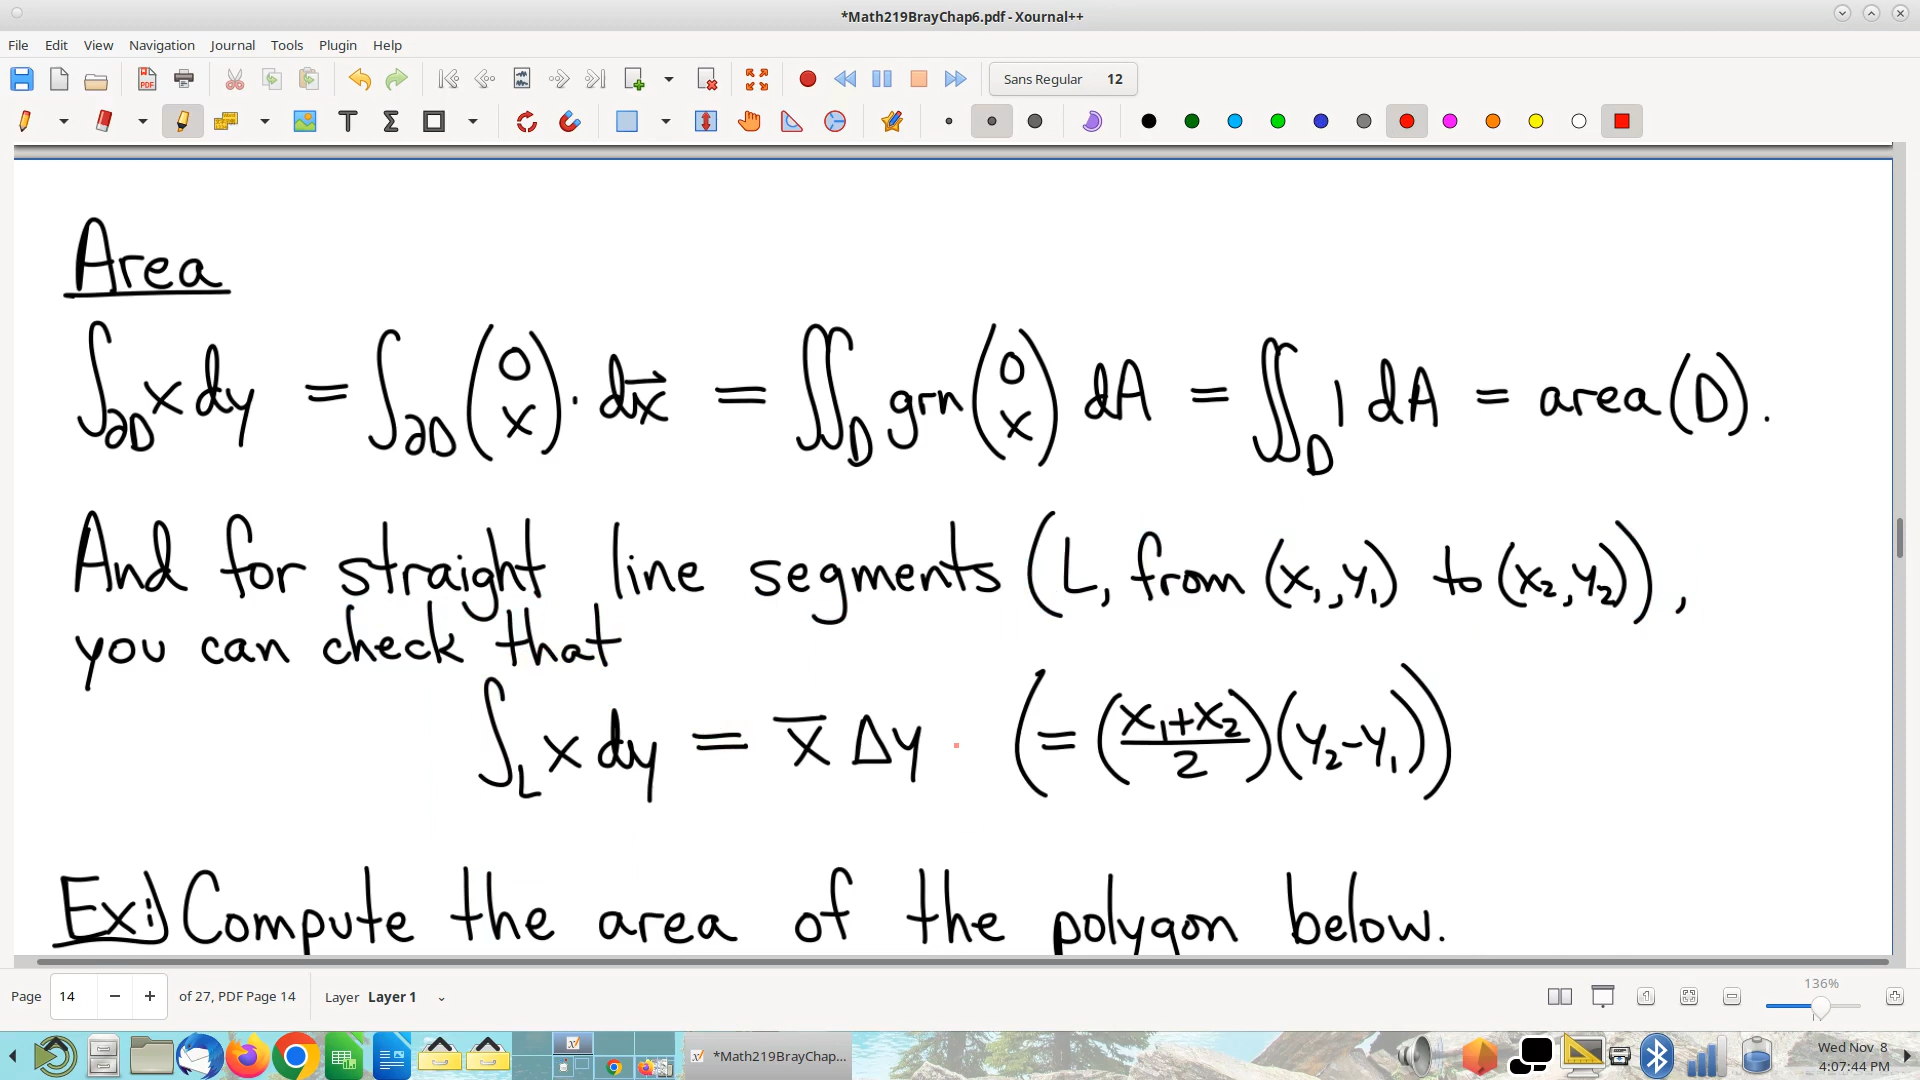 *Math219BrayChap6.pdf - Xournal++
File Edit View Navigation Journal Tools Plugin Help
Sans Regular 12
Area
∫_∂D x dy = ∫_∂D (0 x) · dx⃗ = ∬_D grn (0 x) dA = ∬_D 1 dA = area(D).
And for straight line segments (L, from (x₁, y₁) to (x₂, y₂)),
you can check that
∫_L x dy = x̅ Δy (= ((x₁+x₂)/2)(y₂-y₁))
Ex:) Compute the area of the polygon below.
136%
Page 14 of 27, PDF Page 14 Layer Layer 1
*Math219BrayChap...
Wed Nov 8
4:07:44 PM